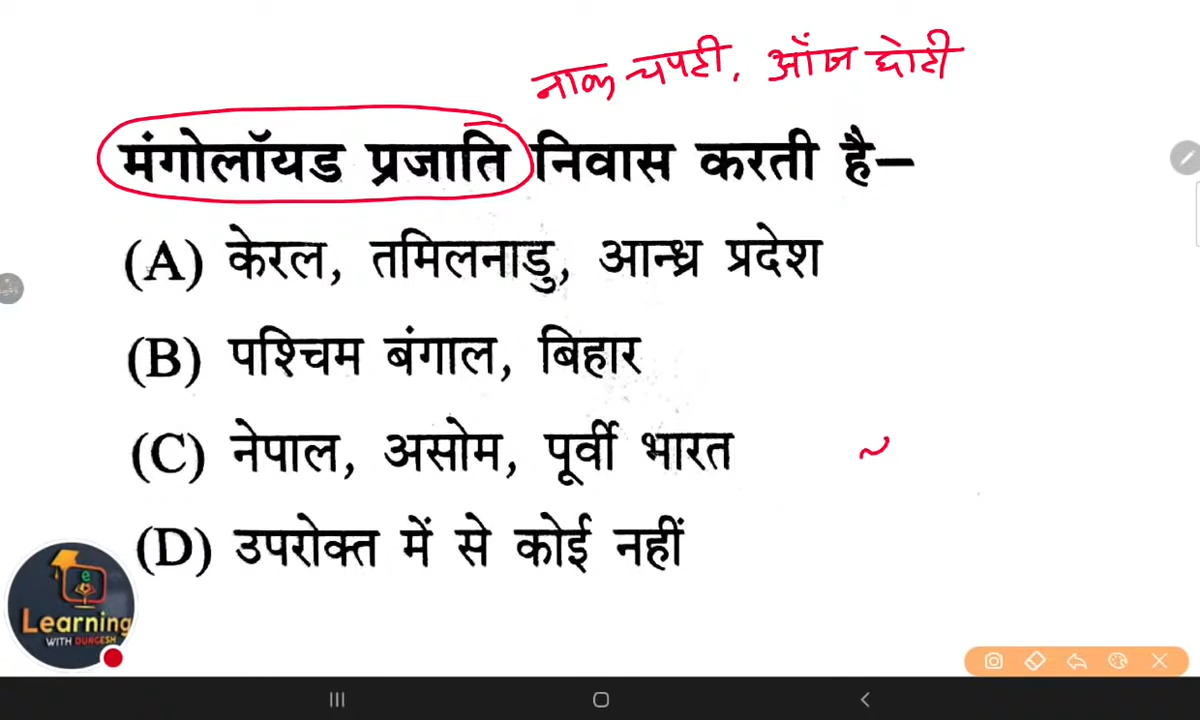 नाक चपटी, आँख छोटी
मंगोलॉयड प्रजाति निवास करती है–
(A) केरल, तमिलनाडु, आन्ध्र प्रदेश
(B) पश्चिम बंगाल, बिहार
(C) नेपाल, असोम, पूर्वी भारत
(D) उपरोक्त में से कोई नहीं
e
Learning
WITH DURGESH